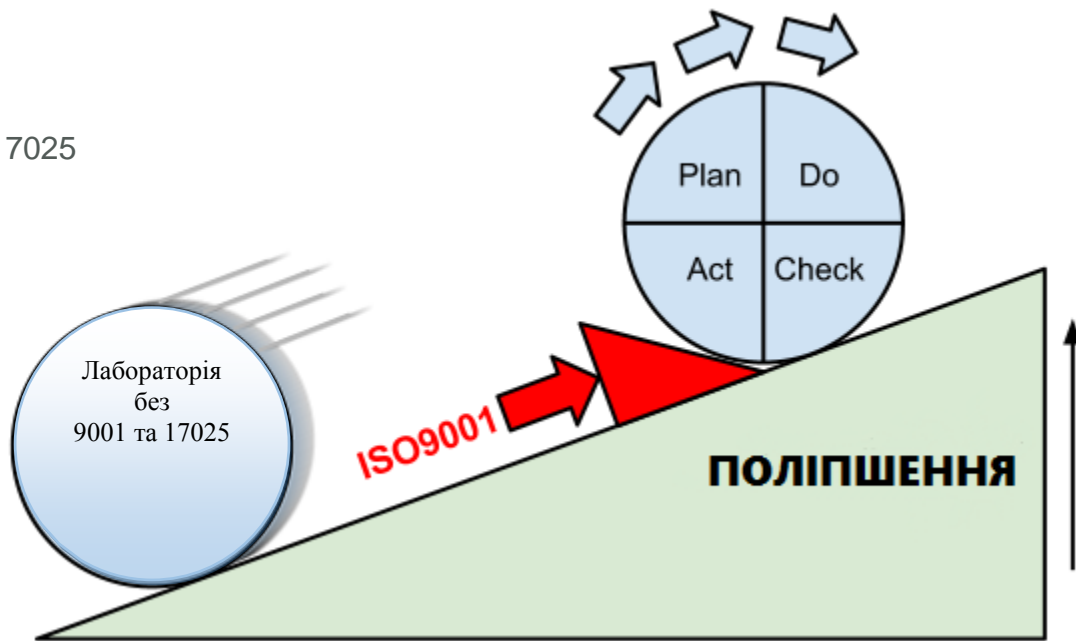 7025
Plan
Do
Act
Check
Лабораторія
без
9001 та 17025
ISO9001
ПОЛІПШЕННЯ